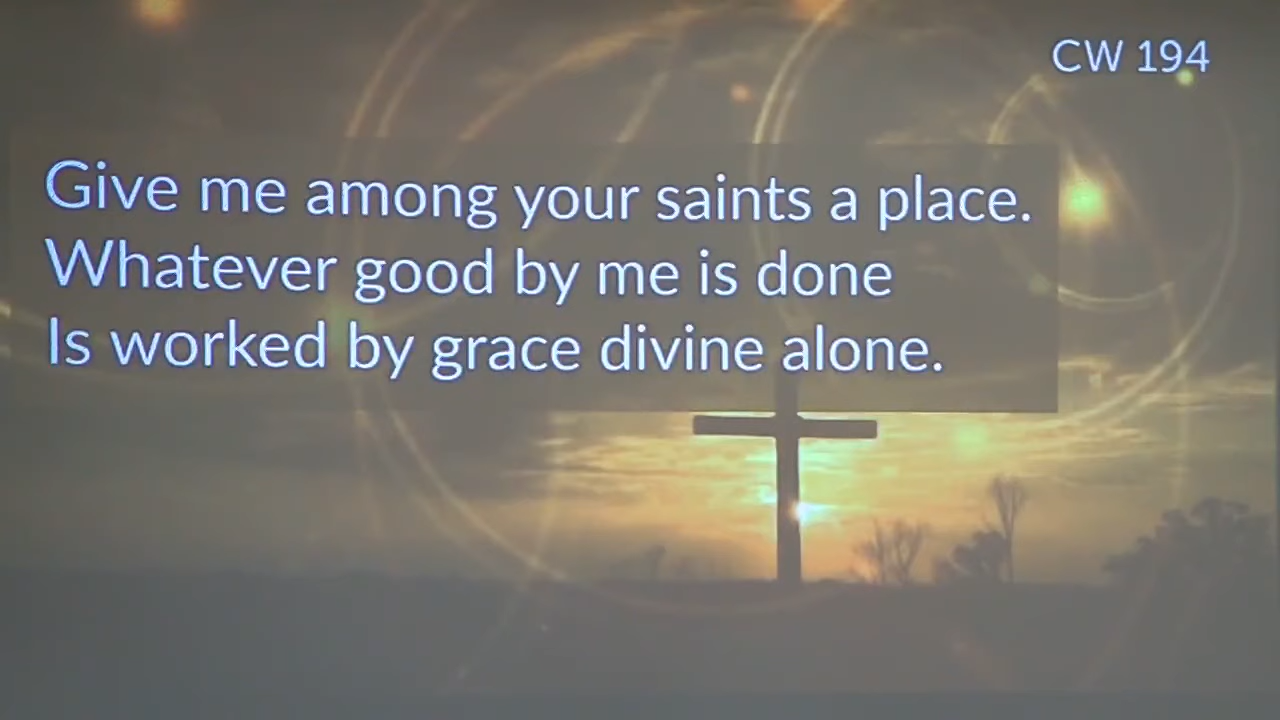 CW 194
Give me among your saints a place.
Whatever good by me is done
Is worked by grace divine alone.